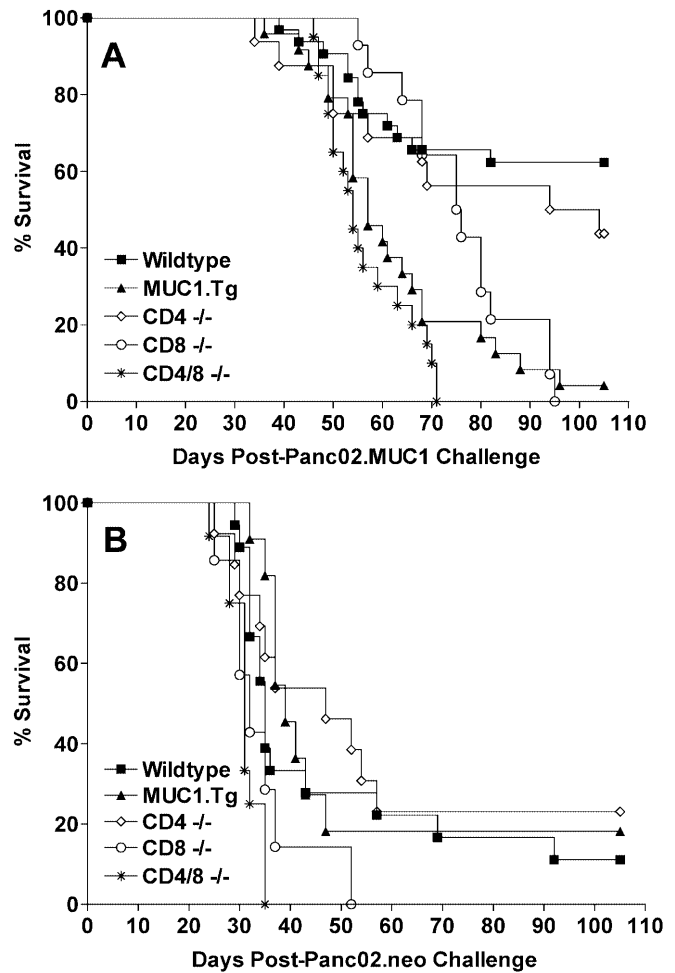 A
100
80
60
40
20
0
% Survival
Wildtype
MUC1.Tg
CD4 -/-
CD8 -/-
CD4/8 -/-
0 10 20 30 40 50 60 70 80 90 100 110
Days Post-Panc02.MUC1 Challenge
B
100
80
60
40
20
0
% Survival
Wildtype
MUC1.Tg
CD4 -/-
CD8 -/-
CD4/8 -/-
0 10 20 30 40 50 60 70 80 90 100 110
Days Post-Panc02.neo Challenge